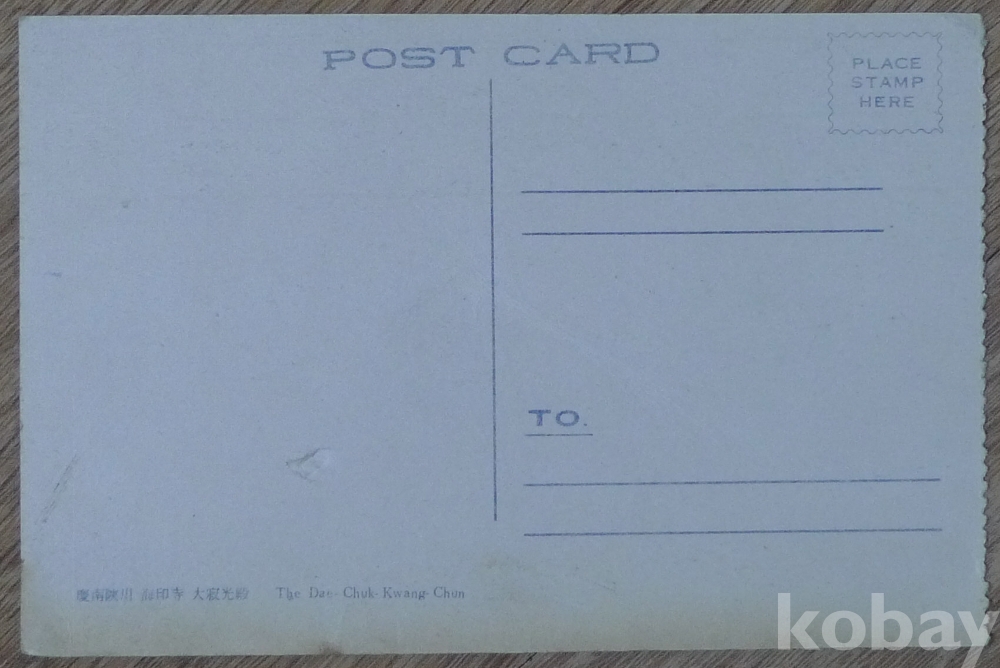 POST CARD
PLACE
STAMP
HERE
TO.
慶南陜川 海印寺 大寂光殿 The Dae-Chuk-Kwang-Chun
kobay